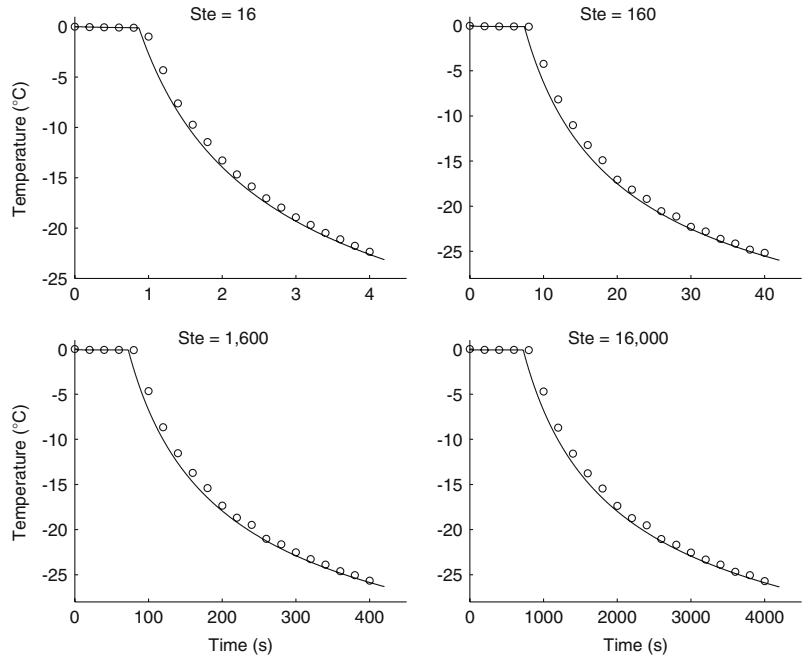 Ste = 16
Temperature (°C)
0
-5
-10
-15
-20
-25
0 1 2 3 4
Ste = 160
0
-5
-10
-15
-20
-25
0 10 20 30 40
Ste = 1,600
Temperature (°C)
0
-5
-10
-15
-20
-25
0 100 200 300 400
Time (s)
Ste = 16,000
0
-5
-10
-15
-20
-25
0 1000 2000 3000 4000
Time (s)